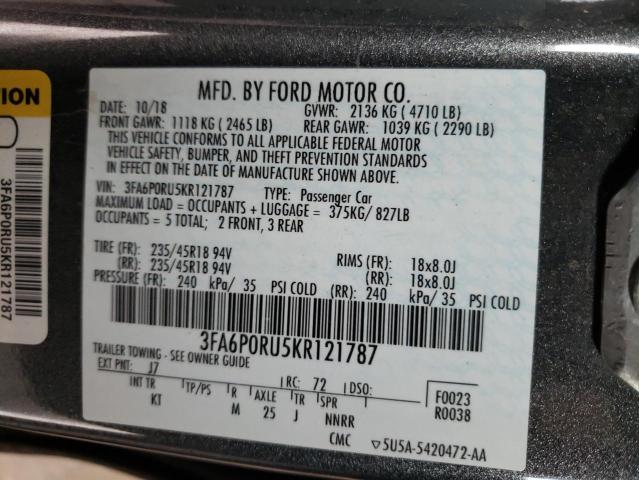 TION
3FA6P0RU5KR121787
MFD. BY FORD MOTOR CO.
DATE: 10/18 GVWR: 2136 KG ( 4710 LB)
FRONT GAWR: 1118 KG ( 2465 LB) REAR GAWR: 1039 KG ( 2290 LB)
THIS VEHICLE CONFORMS TO ALL APPLICABLE FEDERAL MOTOR
VEHICLE SAFETY, BUMPER, AND THEFT PREVENTION STANDARDS
IN EFFECT ON THE DATE OF MANUFACTURE SHOWN ABOVE.
VIN: 3FA6P0RU5KR121787 TYPE: Passenger Car
MAXIMUM LOAD = OCCUPANTS + LUGGAGE = 375KG/ 827LB
OCCUPANTS = 5 TOTAL; 2 FRONT, 3 REAR
TIRE (FR): 235/45R18 94V RIMS (FR): 18x8.0J
(RR): 235/45R18 94V (RR): 18x8.0J
PRESSURE (FR): 240 kPa/ 35 PSI COLD (RR): 240 kPa/ 35 PSI COLD
3FA6P0RU5KR121787
TRAILER TOWING - SEE OWNER GUIDE
EXT PNT: J7 RC: 72 DSO: F0023
INT TR TP/PS R AXLE TR SPR R0038
KT M 25 J NNRR
CMC ▽5U5A-5420472-AA